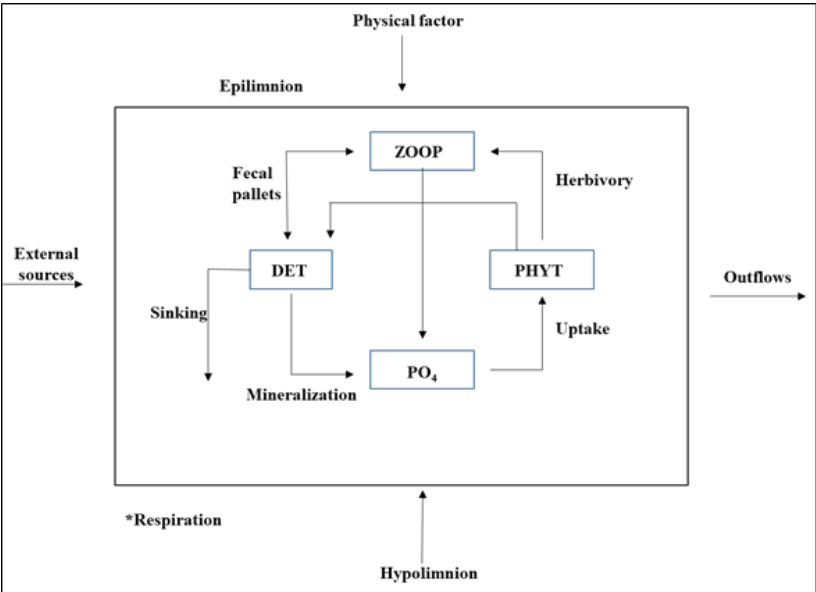 Physical factor
Epilimnion
ZOOP
Fecal
pallets
Herbivory
External
sources
DET
PHYT
Outflows
Sinking
Uptake
PO₄
Mineralization
*Respiration
Hypolimnion